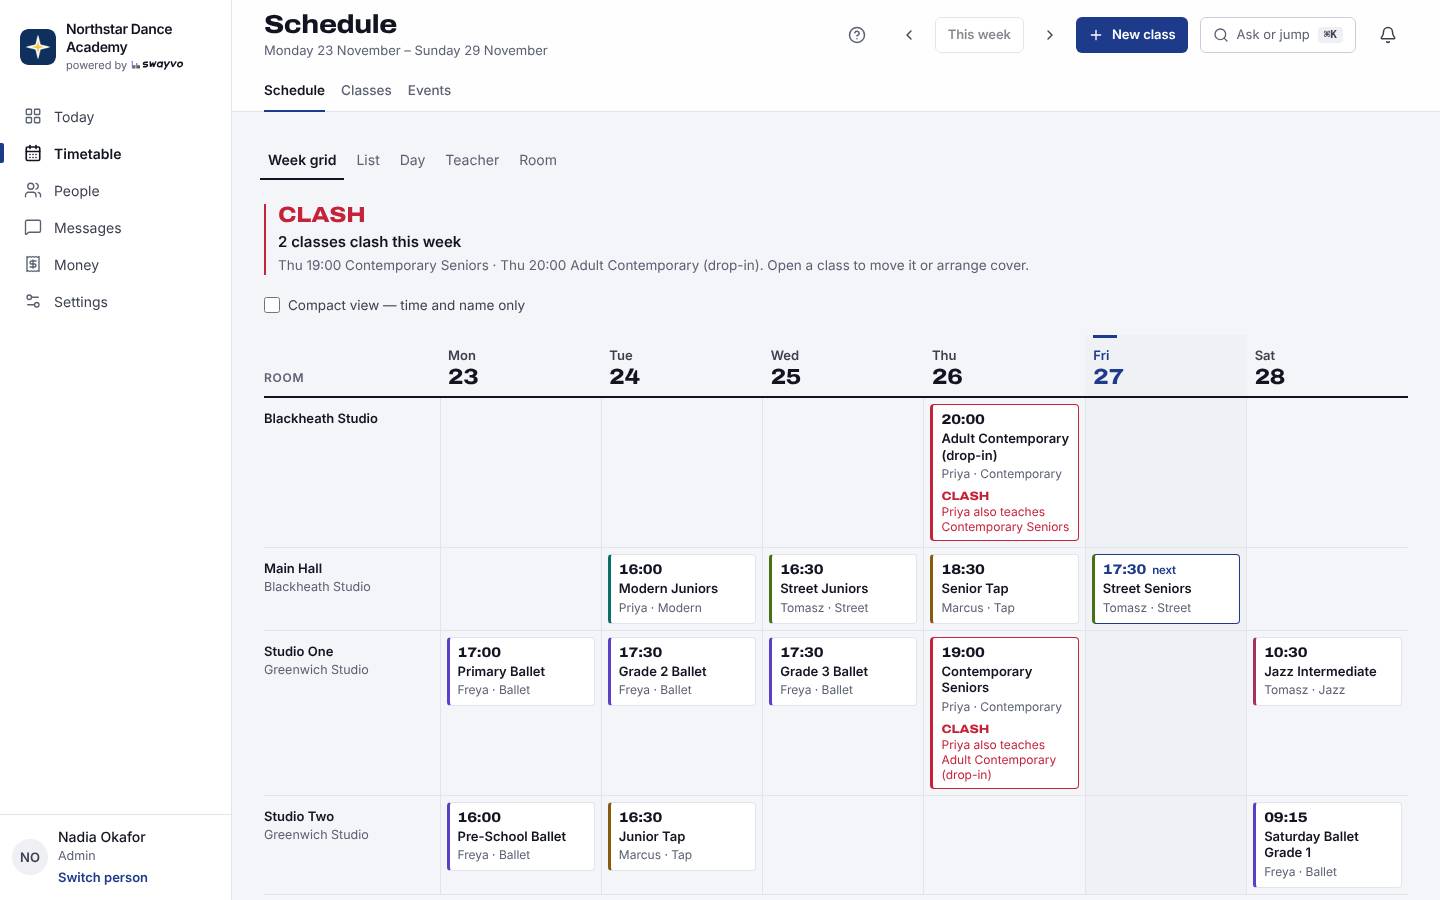 Northstar Dance
Academy
powered by swayvo
Today
Timetable
People
Messages
Money
Settings
NO
Nadia Okafor
Admin
Switch person
Schedule
Monday 23 November – Sunday 29 November
This week
New class
Ask or jump ⌘K
Schedule Classes Events
Week grid List Day Teacher Room
CLASH
2 classes clash this week
Thu 19:00 Contemporary Seniors · Thu 20:00 Adult Contemporary (drop-in). Open a class to move it or arrange cover.
Compact view — time and name only
ROOM
Mon
23
Tue
24
Wed
25
Thu
26
Fri
27
Sat
28
Blackheath Studio
20:00
Adult Contemporary
(drop-in)
Priya · Contemporary
CLASH
Priya also teaches
Contemporary Seniors
Main Hall
Blackheath Studio
16:00
Modern Juniors
Priya · Modern
16:30
Street Juniors
Tomasz · Street
18:30
Senior Tap
Marcus · Tap
17:30 next
Street Seniors
Tomasz · Street
Studio One
Greenwich Studio
17:00
Primary Ballet
Freya · Ballet
17:30
Grade 2 Ballet
Freya · Ballet
17:30
Grade 3 Ballet
Freya · Ballet
19:00
Contemporary
Seniors
Priya · Contemporary
CLASH
Priya also teaches
Adult Contemporary
(drop-in)
10:30
Jazz Intermediate
Tomasz · Jazz
Studio Two
Greenwich Studio
16:00
Pre-School Ballet
Freya · Ballet
16:30
Junior Tap
Marcus · Tap
09:15
Saturday Ballet
Grade 1
Freya · Ballet